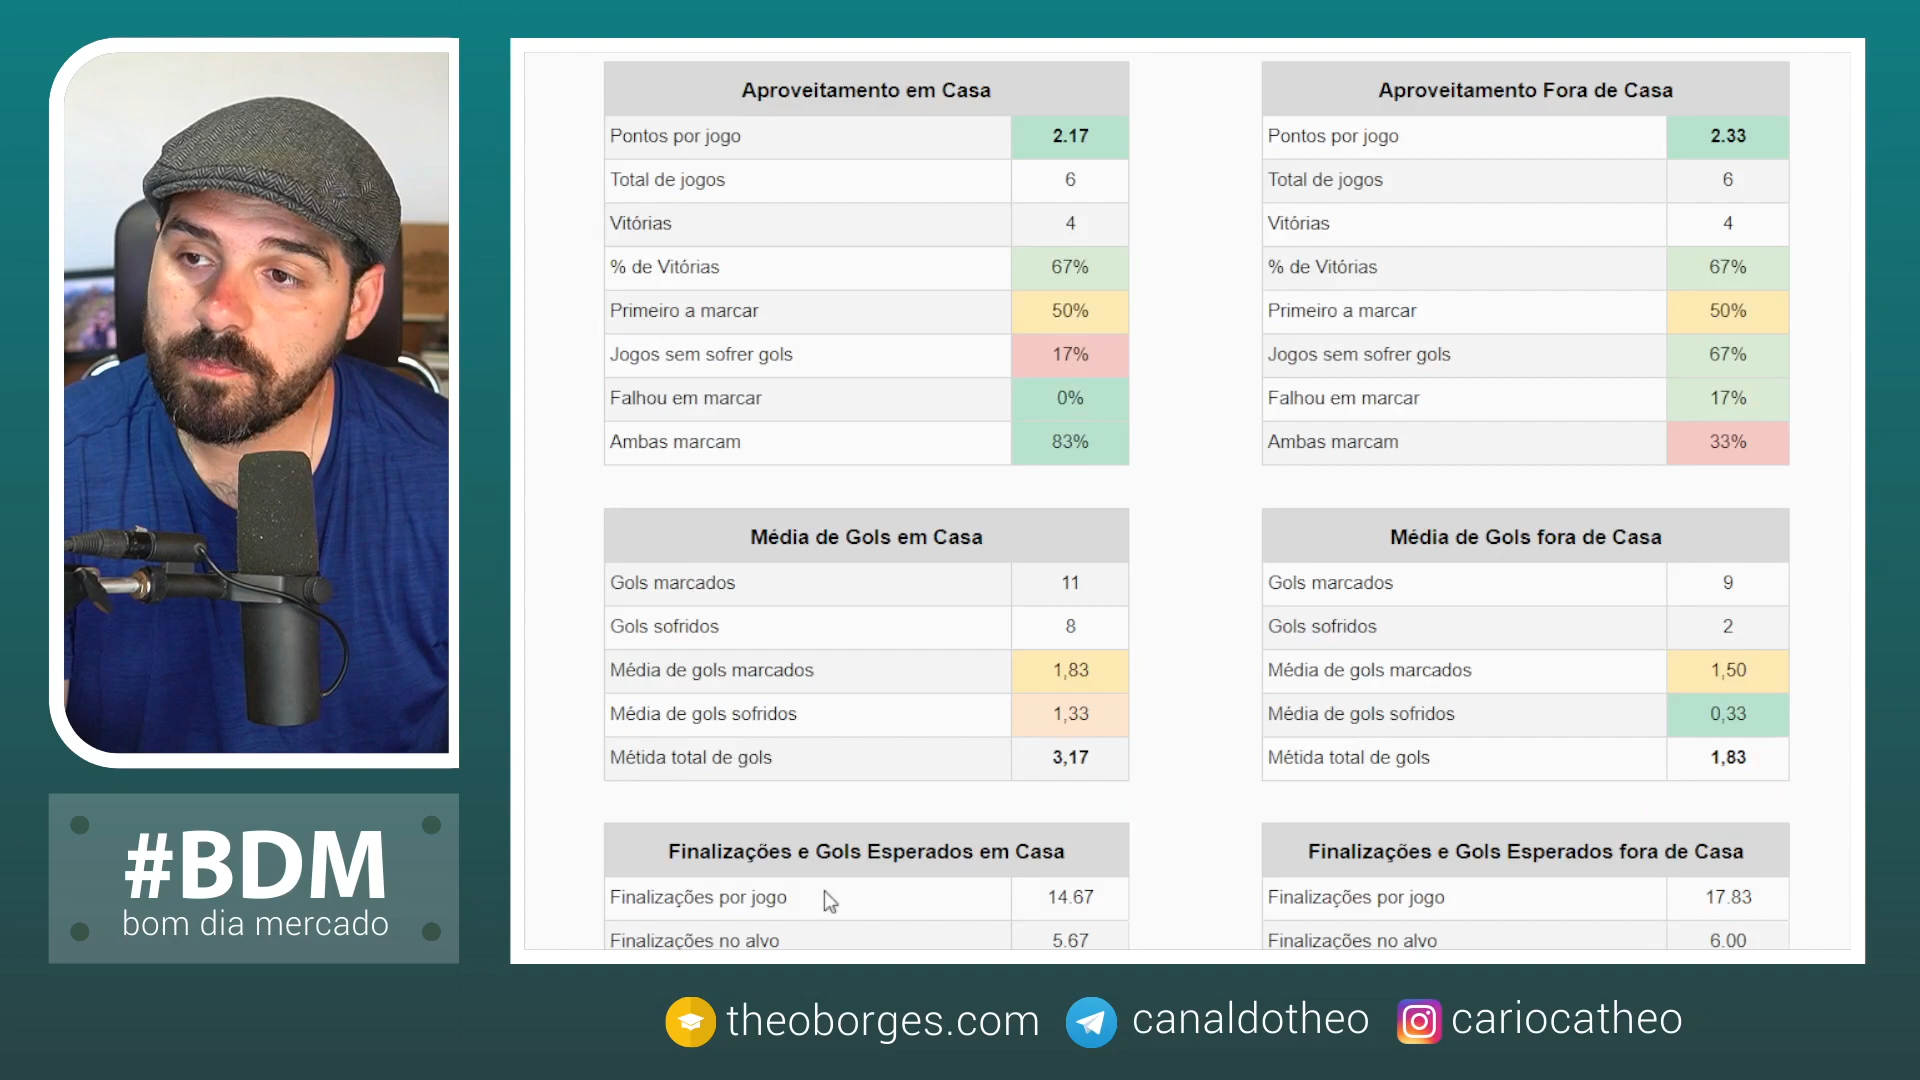 Aproveitamento em Casa
Pontos por jogo 2.17
Total de jogos 6
Vitórias 4
% de Vitórias 67%
Primeiro a marcar 50%
Jogos sem sofrer gols 17%
Falhou em marcar 0%
Ambas marcam 83%
Aproveitamento Fora de Casa
Pontos por jogo 2.33
Total de jogos 6
Vitórias 4
% de Vitórias 67%
Primeiro a marcar 50%
Jogos sem sofrer gols 67%
Falhou em marcar 17%
Ambas marcam 33%
Média de Gols em Casa
Gols marcados 11
Gols sofridos 8
Média de gols marcados 1,83
Média de gols sofridos 1,33
Métida total de gols 3,17
Média de Gols fora de Casa
Gols marcados 9
Gols sofridos 2
Média de gols marcados 1,50
Média de gols sofridos 0,33
Métida total de gols 1,83
Finalizações e Gols Esperados em Casa
Finalizações por jogo 14.67
Finalizações no alvo 5.67
Finalizações e Gols Esperados fora de Casa
Finalizações por jogo 17.83
Finalizações no alvo 6.00
#BDM
bom dia mercado
theoborges.com canaldotheo cariocatheo